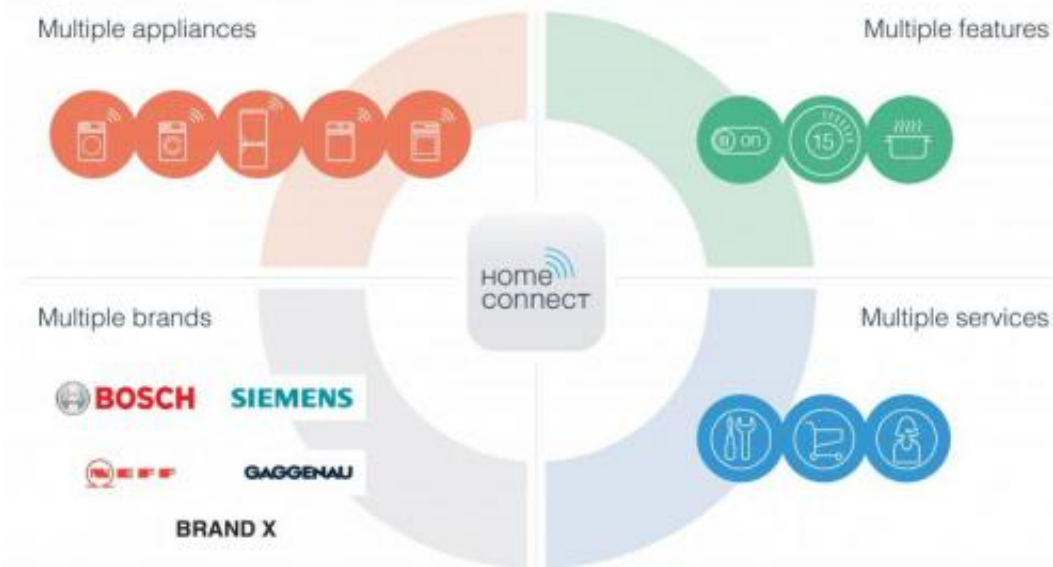 Multiple appliances
Multiple features
on
15
HOME
CONNECT
Multiple brands
Multiple services
BOSCH
SIEMENS
NEFF
GAGGENAU
BRAND X